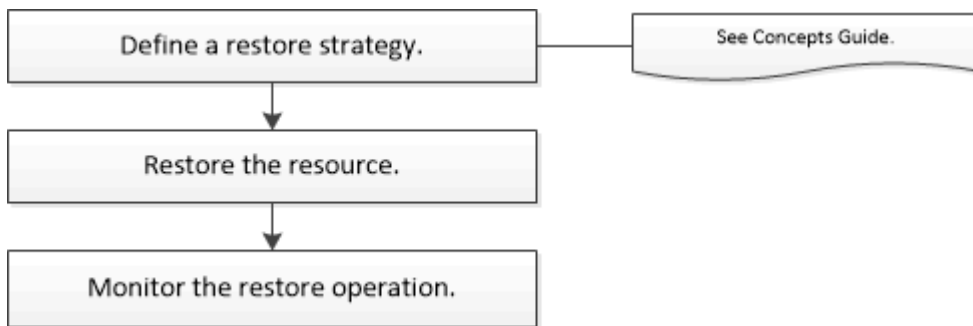 Define a restore strategy.
See Concepts Guide.
Restore the resource.
Monitor the restore operation.